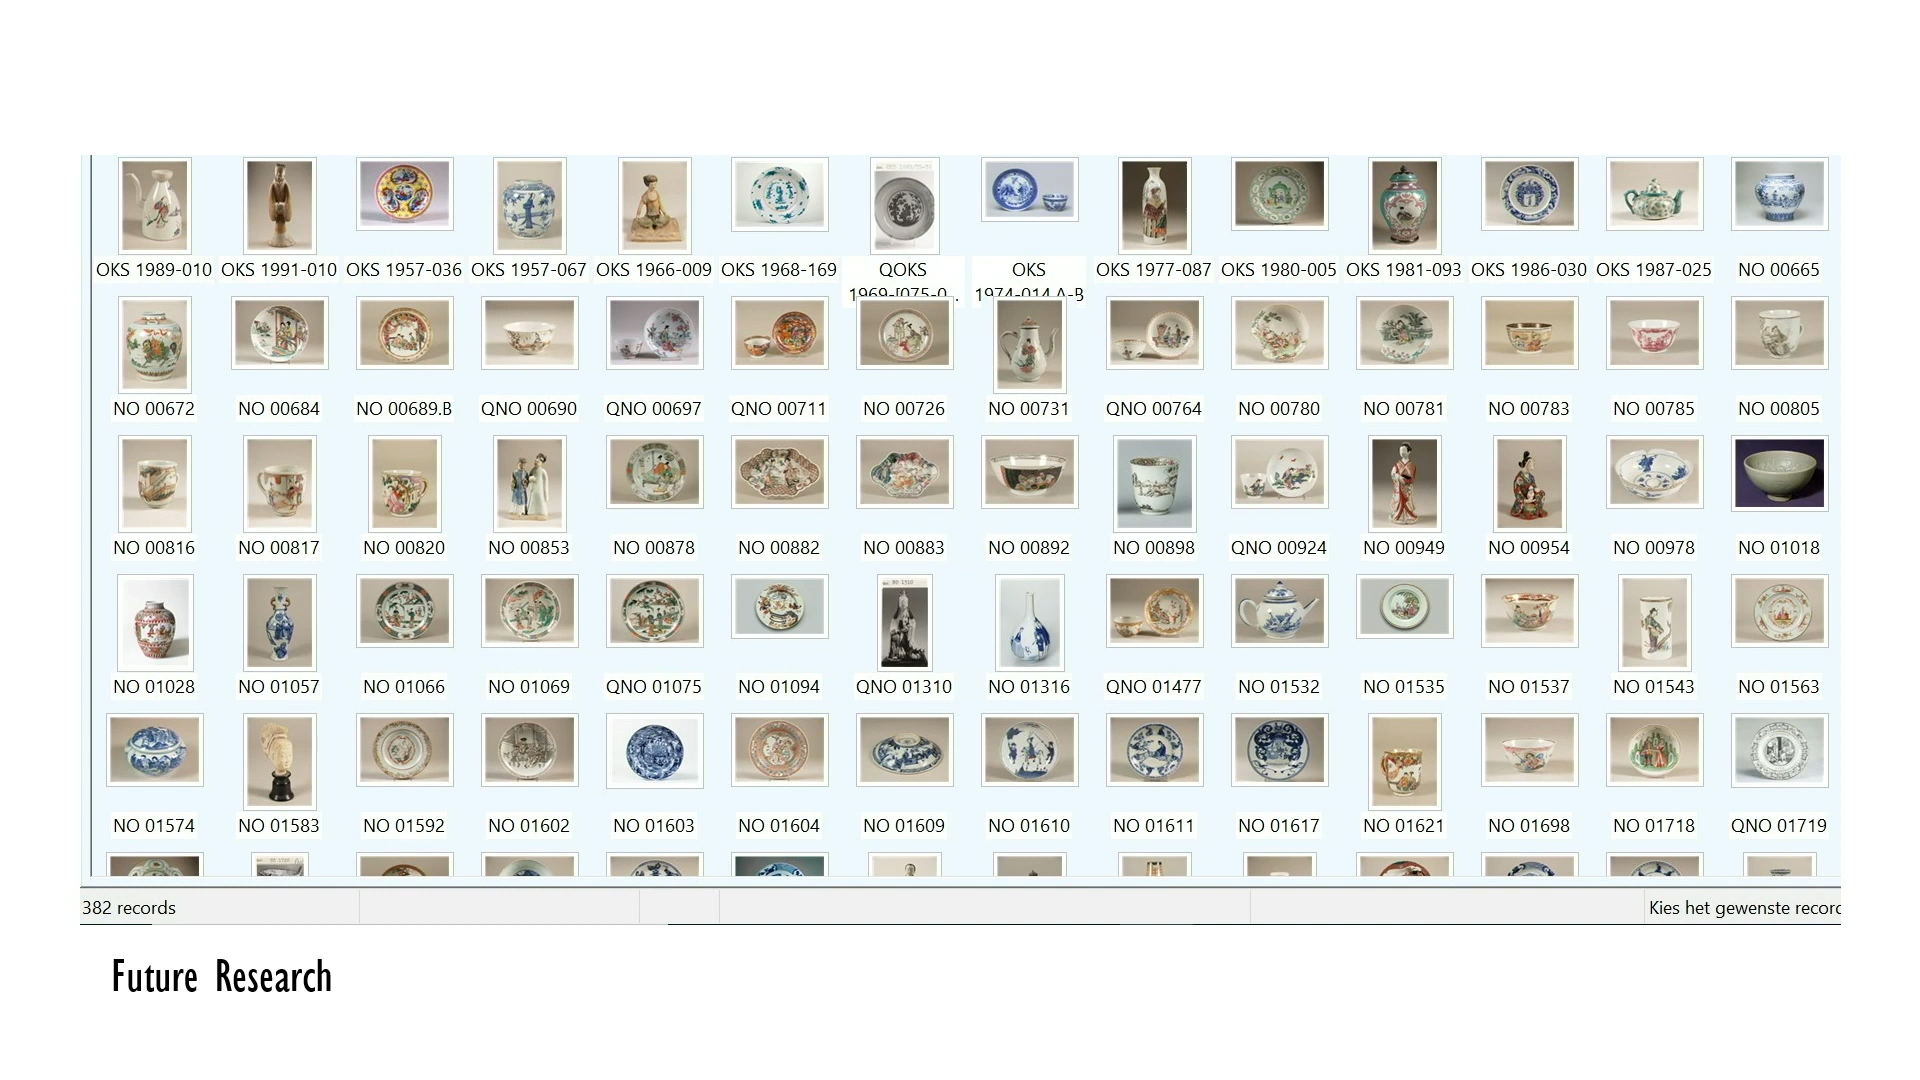 OKS 1989-010 OKS 1991-010 OKS 1957-036 OKS 1957-067 OKS 1966-009 OKS 1968-169 QOKS OKS OKS 1977-087 OKS 1980-005 OKS 1981-093 OKS 1986-030 OKS 1987-025 NO 00665
1969-[075-0... 1974-014.A-B
NO 00672 NO 00684 NO 00689.B QNO 00690 QNO 00697 QNO 00711 NO 00726 NO 00731 QNO 00764 NO 00780 NO 00781 NO 00783 NO 00785 NO 00805
NO 00816 NO 00817 NO 00820 NO 00853 NO 00878 NO 00882 NO 00883 NO 00892 NO 00898 QNO 00924 NO 00949 NO 00954 NO 00978 NO 01018
NO 01028 NO 01057 NO 01066 NO 01069 QNO 01075 NO 01094 QNO 01310 NO 01316 QNO 01477 NO 01532 NO 01535 NO 01537 NO 01543 NO 01563
NO 01574 NO 01583 NO 01592 NO 01602 NO 01603 NO 01604 NO 01609 NO 01610 NO 01611 NO 01617 NO 01621 NO 01698 NO 01718 QNO 01719
382 records Kies het gewenste record
Future Research